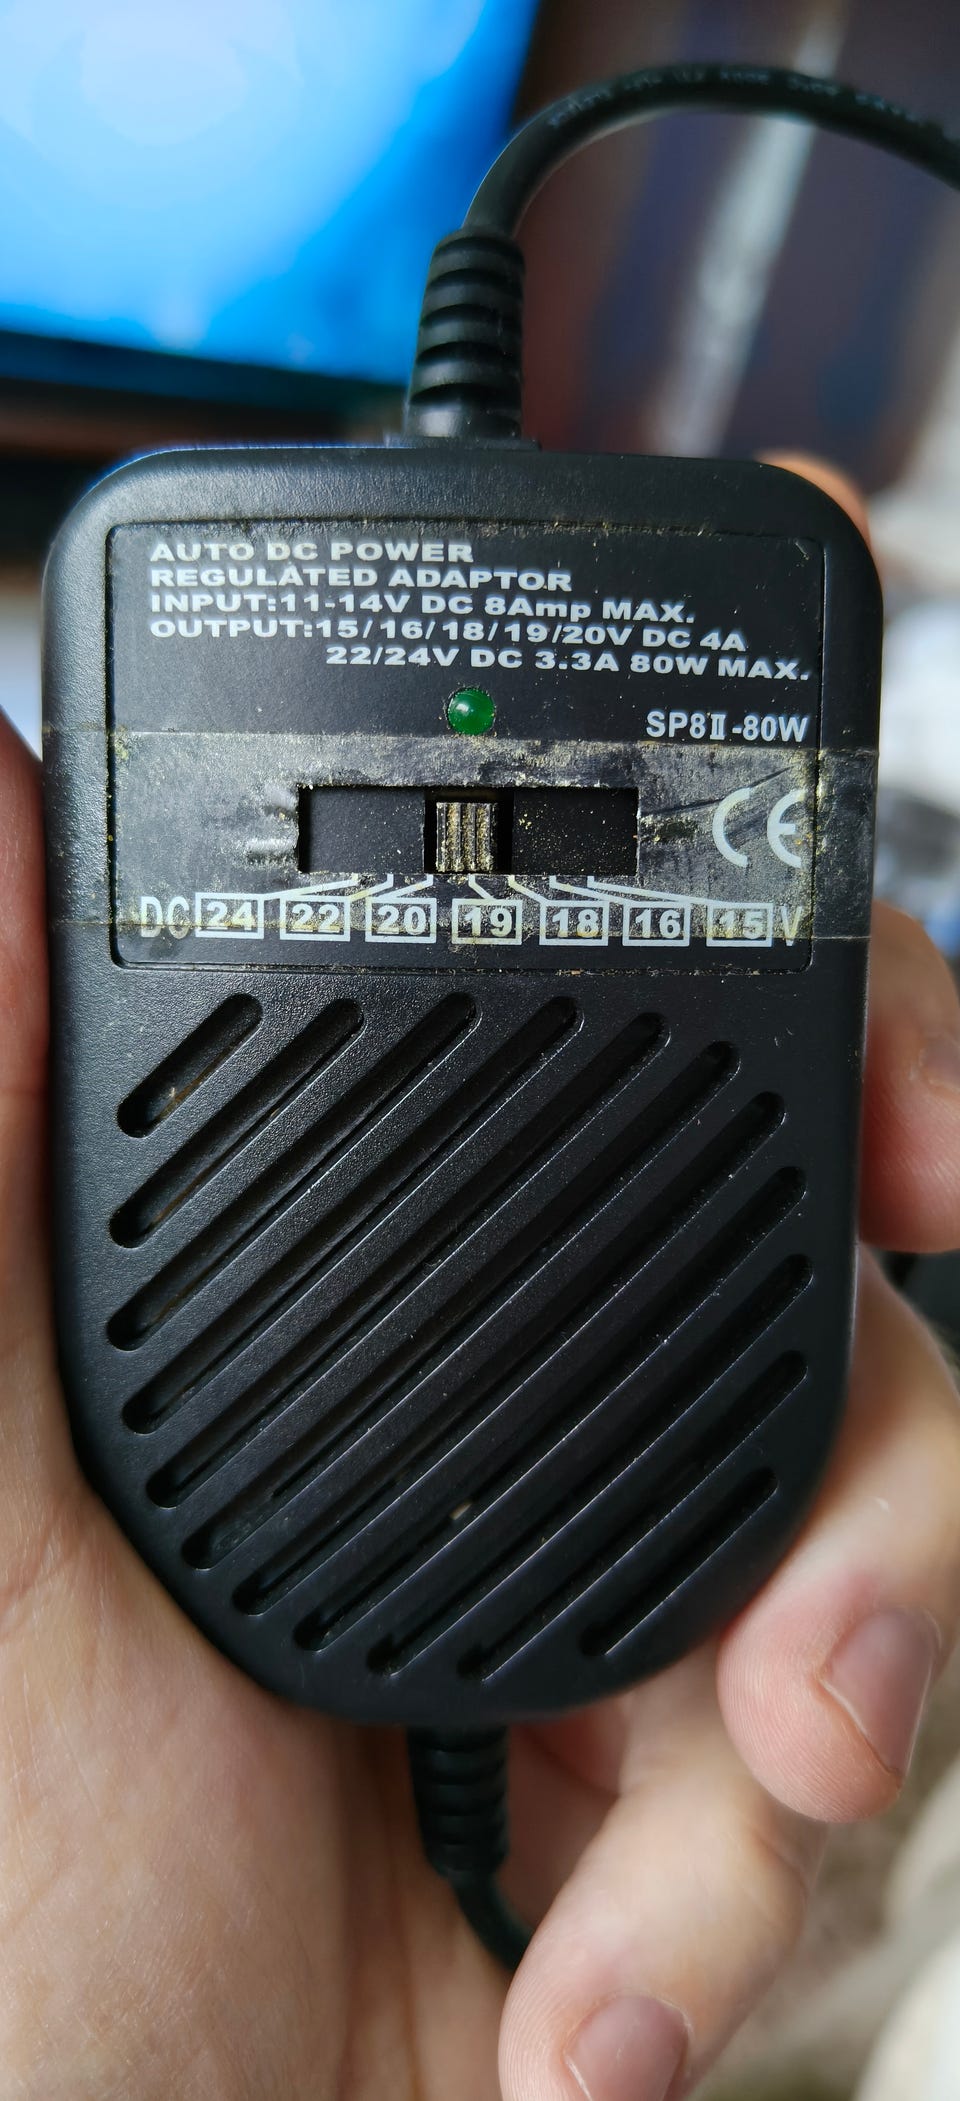 AUTO DC POWER
REGULATED ADAPTOR
INPUT:11-14V DC 8Amp MAX.
OUTPUT:15/16/18/19/20V DC 4A
22/24V DC 3.3A 80W MAX.
SP8Ⅱ-80W
CE
DC 24 22 20 19 18 16 15 V